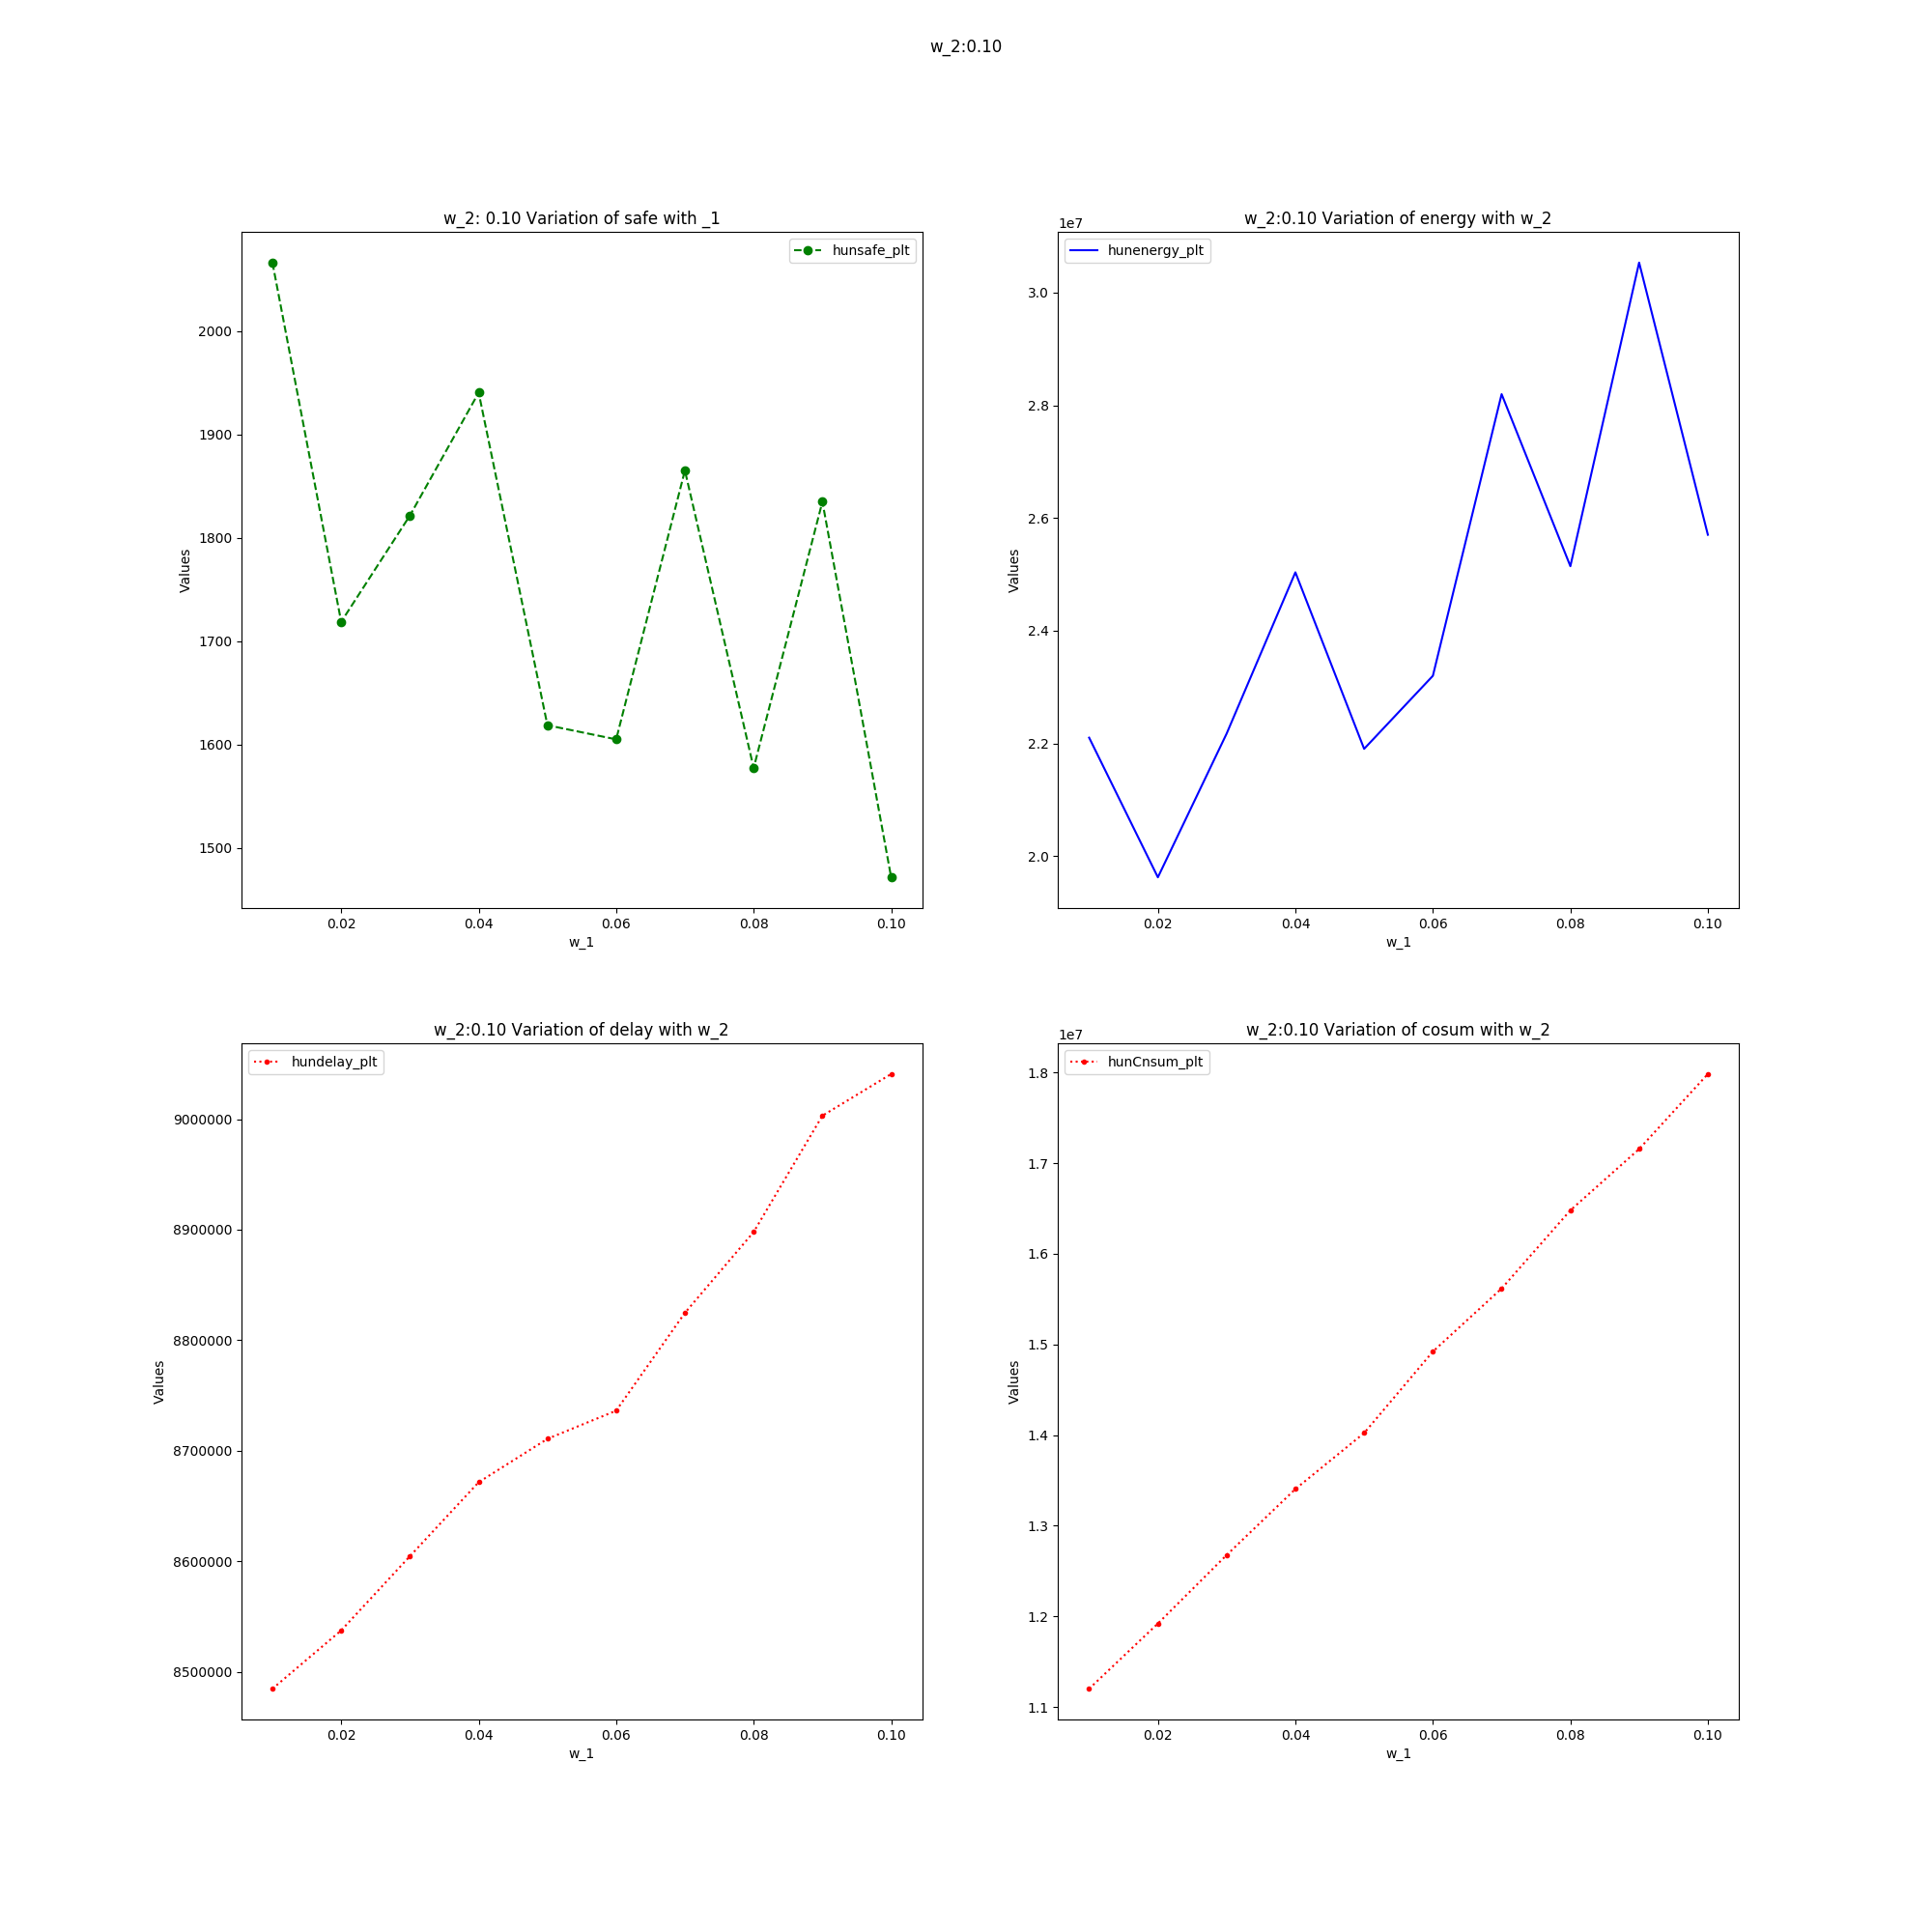 w_2:0.10
w_2: 0.10 Variation of safe with _1
hunsafe_plt
2000
1900
1800
1700
1600
1500
Values
0.02 0.04 0.06 0.08 0.10
w_1
w_2:0.10 Variation of energy with w_2
1e7
hunenergy_plt
3.0
2.8
2.6
2.4
2.2
2.0
Values
0.02 0.04 0.06 0.08 0.10
w_1
w_2:0.10 Variation of delay with w_2
hundelay_plt
9000000
8900000
8800000
8700000
8600000
8500000
Values
0.02 0.04 0.06 0.08 0.10
w_1
w_2:0.10 Variation of cosum with w_2
1e7
hunCnsum_plt
1.8
1.7
1.6
1.5
1.4
1.3
1.2
1.1
Values
0.02 0.04 0.06 0.08 0.10
w_1